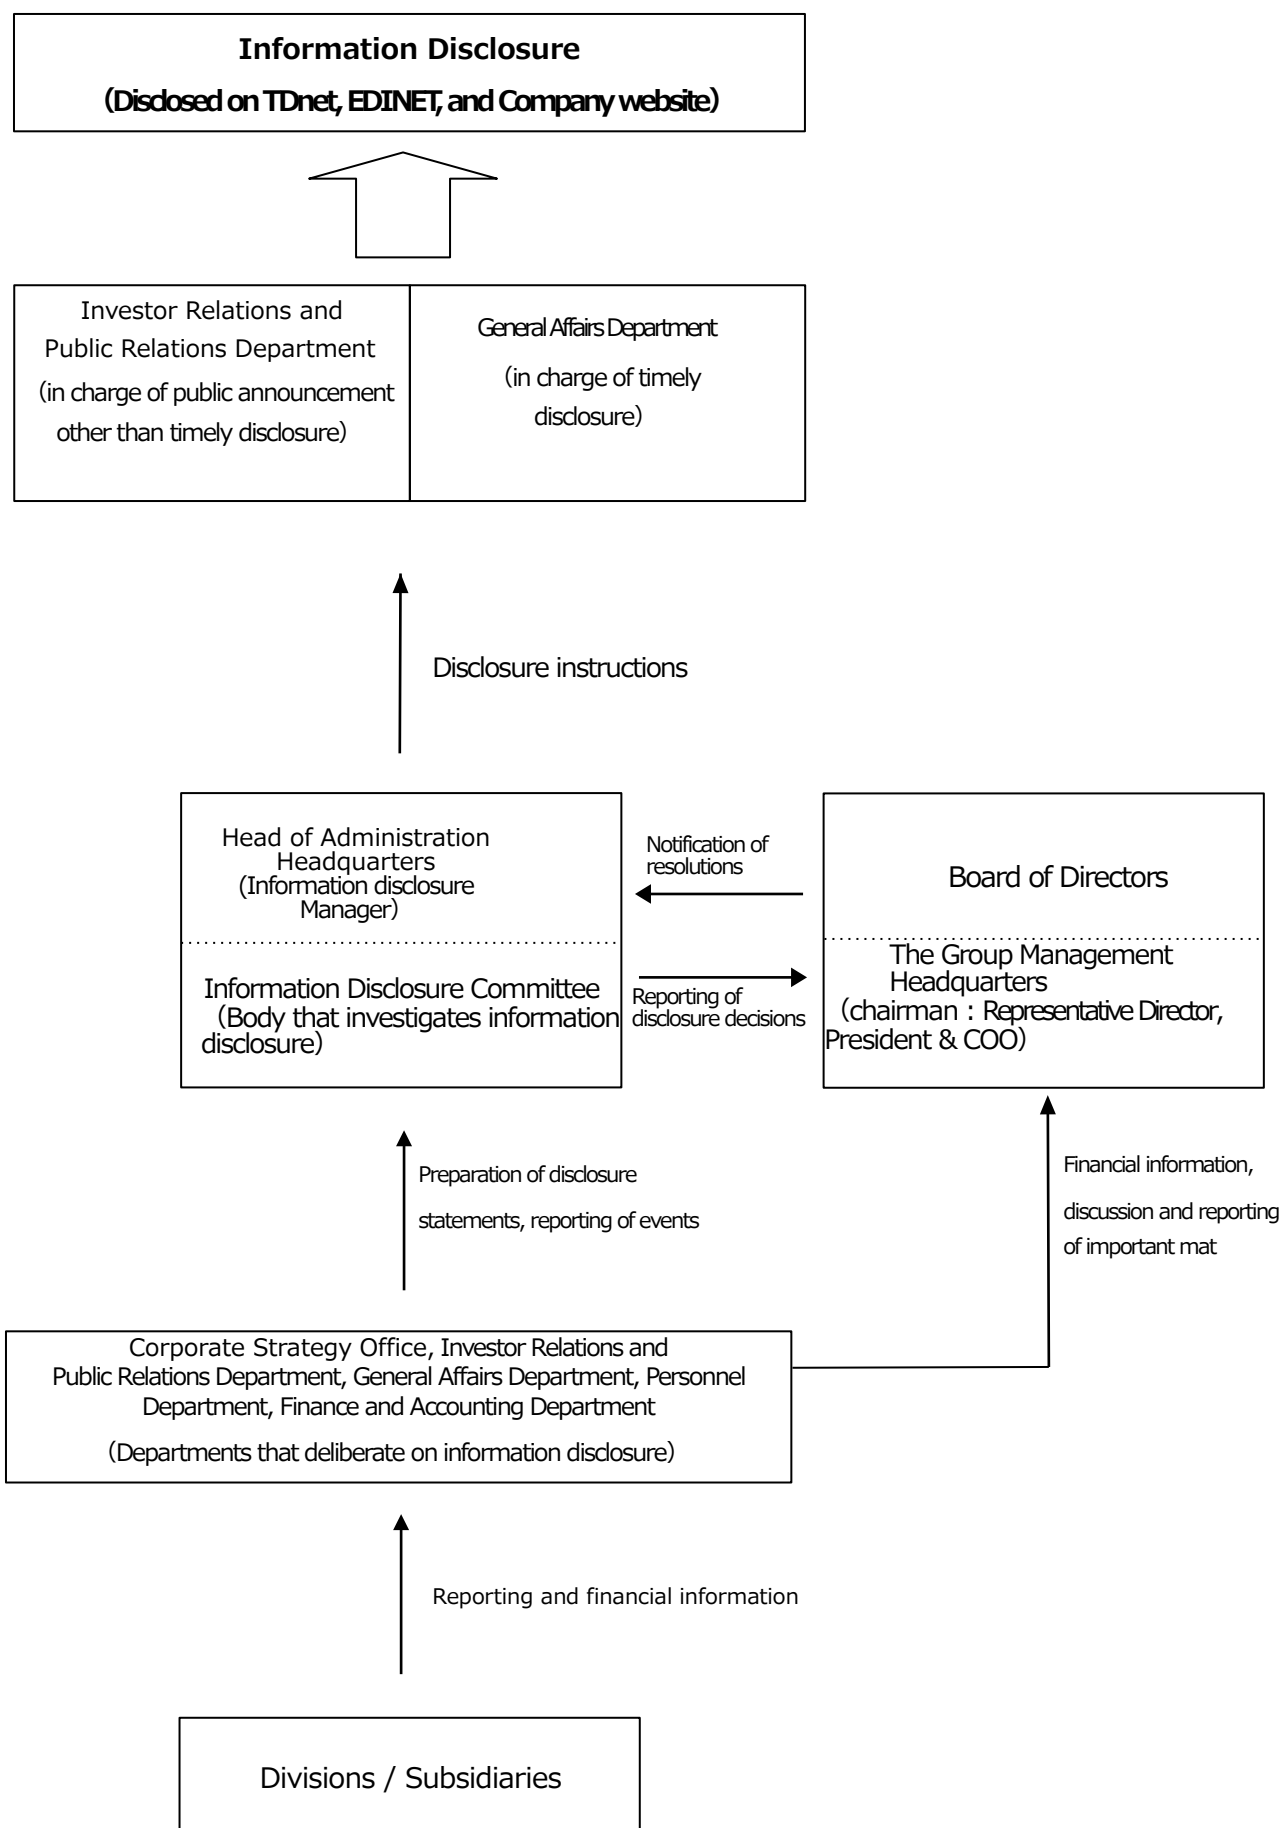 Information Disclosure
（Disclosed on TDnet, EDINET, and Company website）
Investor Relations and
Public Relations Department
（in charge of public announcement
other than timely disclosure）
General Affairs Department
（in charge of timely
disclosure）
Disclosure instructions
Head of Administration
Headquarters
(Information disclosure
Manager）
Information Disclosure Committee
（Body that investigates information
disclosure）
Notification of
resolutions
Reporting of
disclosure decisions
Board of Directors
The Group Management
Headquarters
（chairman：Representative Director,
President & COO）
Preparation of disclosure
statements, reporting of events
Financial information,
discussion and reporting
of important mat
Corporate Strategy Office, Investor Relations and
Public Relations Department, General Affairs Department, Personnel
Department, Finance and Accounting Department
（Departments that deliberate on information disclosure）
Reporting and financial information
Divisions / Subsidiaries